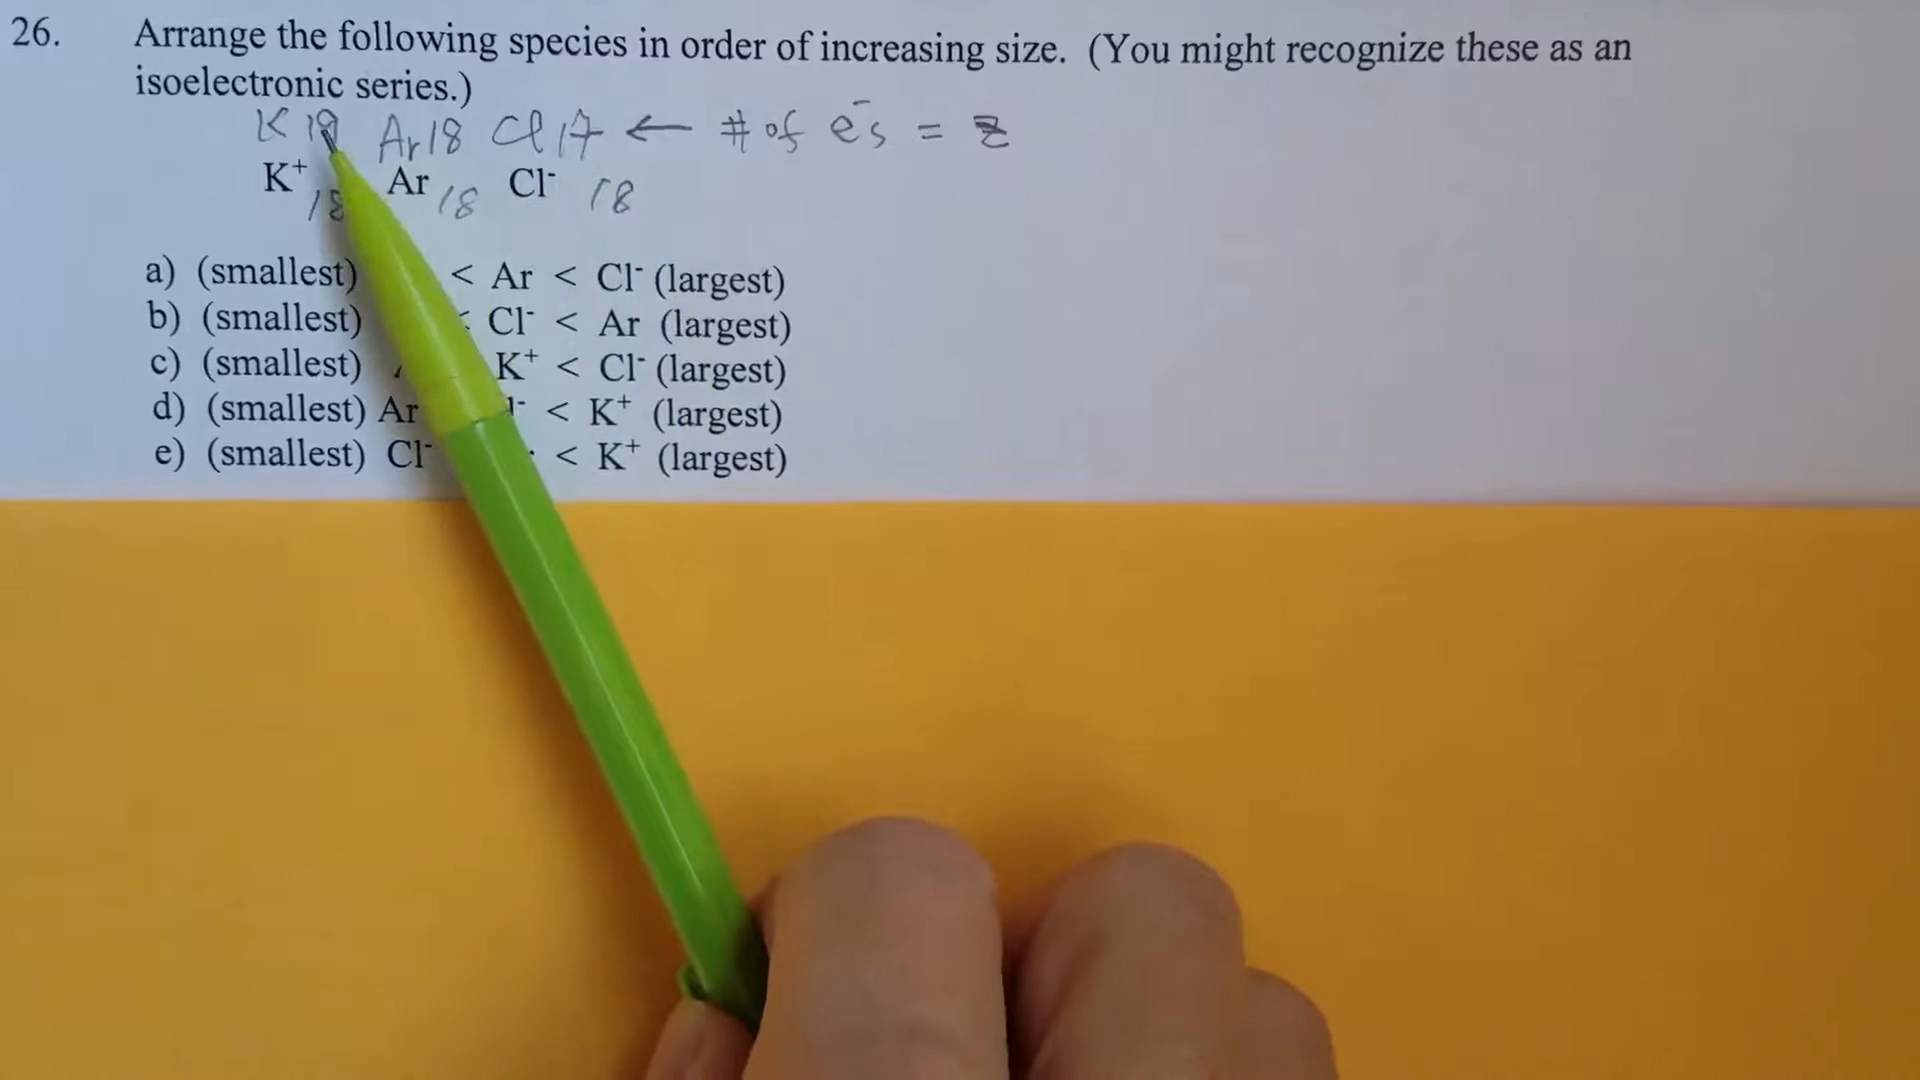 26. Arrange the following species in order of increasing size. (You might recognize these as an
isoelectronic series.)
K 19 Ar 18 Cl 17 ← # of e⁻s = Z
K⁺ Ar Cl⁻
18 18 18
a) (smallest) < Ar < Cl⁻ (largest)
b) (smallest) < Cl⁻ < Ar (largest)
c) (smallest) K⁺ < Cl⁻ (largest)
d) (smallest) Ar < K⁺ (largest)
e) (smallest) Cl⁻ < K⁺ (largest)